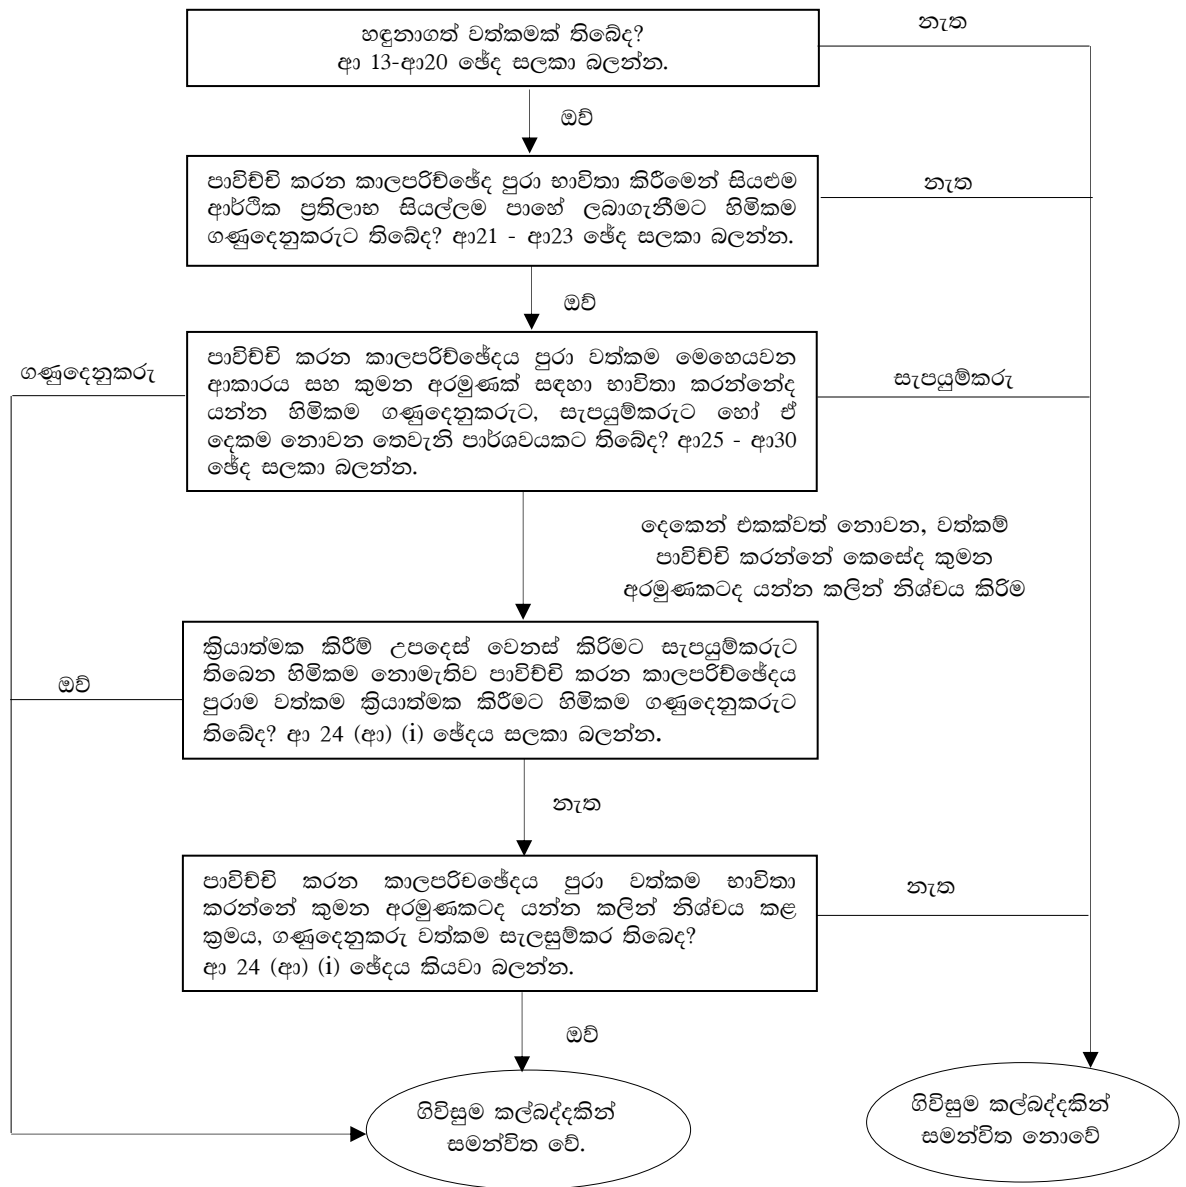 හඳුනාගත් වත්කමක් තිබේද?
ආ 13-ආ20 ඡේද සලකා බලන්න.
නැත
ඔව්
පාවිච්චි කරන කාලපරිච්ඡේද පුරා භාවිතා කිරීමෙන් සියළුම
ආර්ථික ප්‍රතිලාභ සියල්ලම පාහේ ලබාගැනීමට හිමිකම
ගණුදෙනුකරුට තිබේද? ආ21 - ආ23 ඡේද සලකා බලන්න.
නැත
ඔව්
ගණුදෙනුකරු
පාවිච්චි කරන කාලපරිච්ඡේදය පුරා වත්කම මෙහෙයවන
ආකාරය සහ කුමන අරමුණක් සඳහා භාවිතා කරන්නේද
යන්න හිමිකම ගණුදෙනුකරුට, සැපයුම්කරුට හෝ ඒ
දෙකම නොවන තෙවැනි පාර්ශවයකට තිබේද? ආ25 - ආ30
ඡේද සලකා බලන්න.
සැපයුම්කරු
දෙකෙන් එකක්වත් නොවන, වත්කම්
පාවිච්චි කරන්නේ කෙසේද කුමන
අරමුණකටද යන්න කලින් නිශ්චය කිරිම
ඔව්
ක්‍රියාත්මක කිරීම් උපදෙස් වෙනස් කිරිමට සැපයුම්කරුට
තිබෙන හිමිකම නොමැතිව පාවිච්චි කරන කාලපරිච්ඡේදය
පුරාම වත්කම ක්‍රියාත්මක කිරීමට හිමිකම ගණුදෙනුකරුට
තිබේද? ආ 24 (ආ) (i) ඡේදය සලකා බලන්න.
නැත
පාවිච්චි කරන කාලපරිචඡේදය පුරා වත්කම භාවිතා
කරන්නේ කුමන අරමුණකටද යන්න කලින් නිශ්චය කළ
ක්‍රමය, ගණුදෙනුකරු වත්කම සැලසුම්කර තිබෙද?
ආ 24 (ආ) (i) ඡේදය කියවා බලන්න.
නැත
ඔව්
ගිවිසුම කල්බද්දකින්
සමන්විත වේ.
ගිවිසුම කල්බද්දකින්
සමන්විත නොවේ